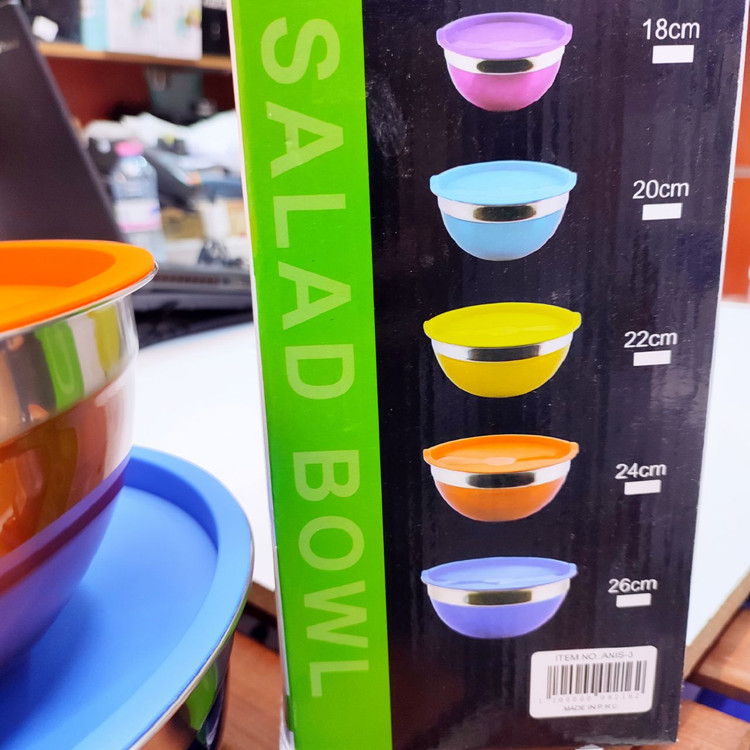 SALAD BOWL
18cm
20cm
22cm
24cm
26cm
ITEM NO.:ANIS-3
MADE IN P.R.C.